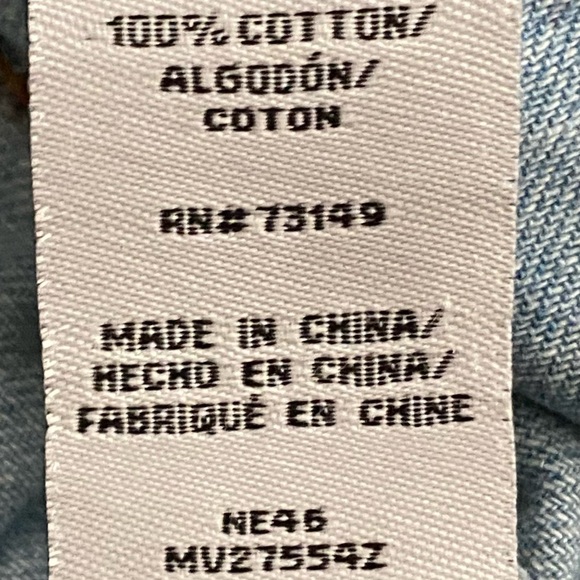 100% COTTON/
ALGODÓN/
COTON
RN#73149
MADE IN CHINA/
HECHO EN CHINA/
FABRIQUÉ EN CHINE
NE46
MV27554Z